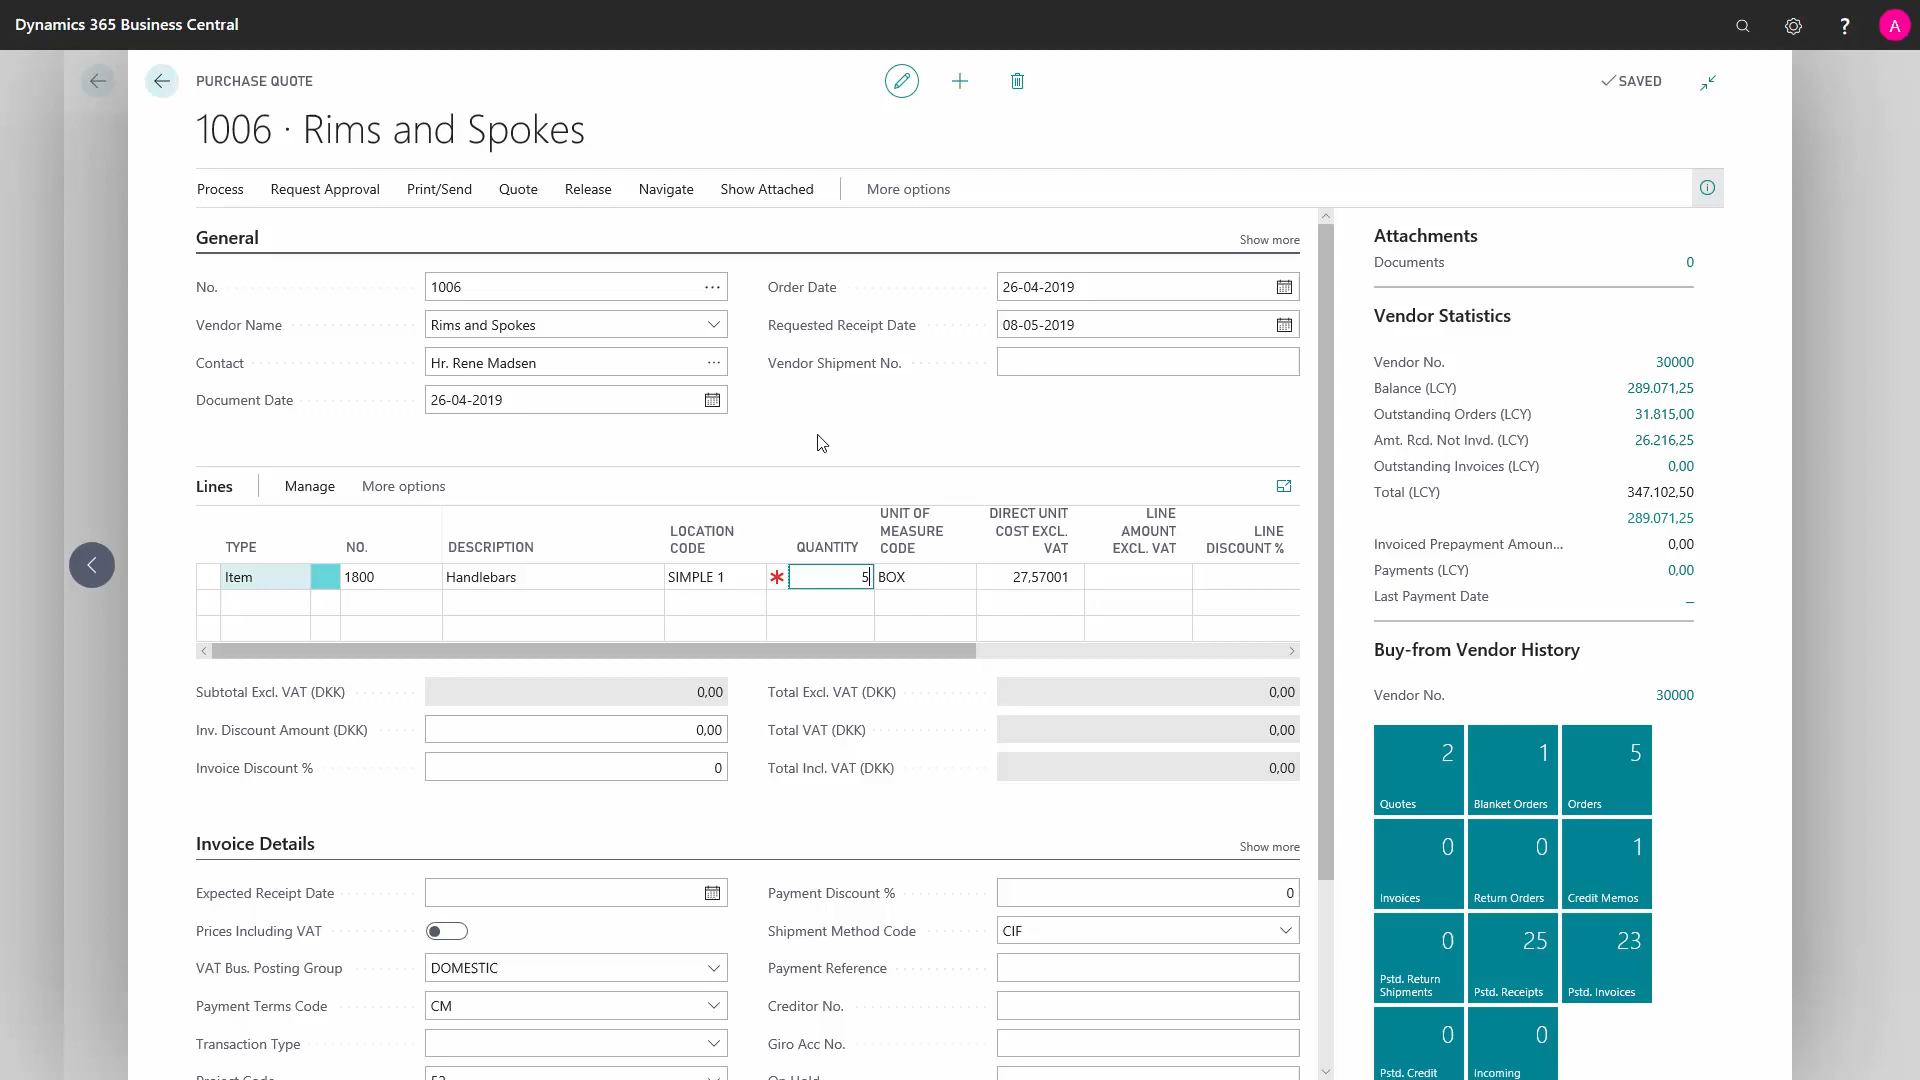 Dynamics 365 Business Central
?
A
PURCHASE QUOTE
SAVED
1006 · Rims and Spokes
Process Request Approval Print/Send Quote Release Navigate Show Attached More options
General Show more
No. 1006 Order Date 26-04-2019
Vendor Name Rims and Spokes Requested Receipt Date 08-05-2019
Contact Hr. Rene Madsen Vendor Shipment No.
Document Date 26-04-2019
Lines Manage More options
TYPE NO. DESCRIPTION LOCATION CODE QUANTITY UNIT OF MEASURE CODE DIRECT UNIT COST EXCL. VAT LINE AMOUNT EXCL. VAT LINE DISCOUNT %
Item 1800 Handlebars SIMPLE 1 5 BOX 27,57001
Subtotal Excl. VAT (DKK) 0,00 Total Excl. VAT (DKK) 0,00
Inv. Discount Amount (DKK) 0,00 Total VAT (DKK) 0,00
Invoice Discount % 0 Total Incl. VAT (DKK) 0,00
Invoice Details Show more
Expected Receipt Date Payment Discount % 0
Prices Including VAT Shipment Method Code CIF
VAT Bus. Posting Group DOMESTIC Payment Reference
Payment Terms Code CM Creditor No.
Transaction Type Giro Acc No.
Attachments
Documents 0
Vendor Statistics
Vendor No. 30000
Balance (LCY) 289.071,25
Outstanding Orders (LCY) 31.815,00
Amt. Rcd. Not Invd. (LCY) 26.216,25
Outstanding Invoices (LCY) 0,00
Total (LCY) 347.102,50
289.071,25
Invoiced Prepayment Amoun... 0,00
Payments (LCY) 0,00
Last Payment Date _
Buy-from Vendor History
Vendor No. 30000
2 1 5
Quotes Blanket Orders Orders
0 0 1
Invoices Return Orders Credit Memos
0 25 23
Pstd. Return Shipments Pstd. Receipts Pstd. Invoices
0 0
Pstd. Credit Incoming